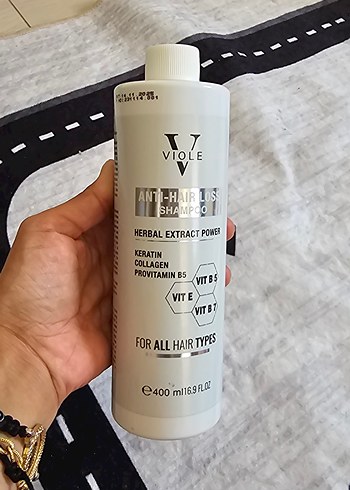 V
VIOLE
ANTI-HAIR LOSS
SHAMPOO
HERBAL EXTRACT POWER
KERATIN
COLLAGEN
PROVITAMIN B5
VIT B5
VIT E
VIT B7
FOR ALL HAIR TYPES
℮400 ml|16.9 FL.OZ